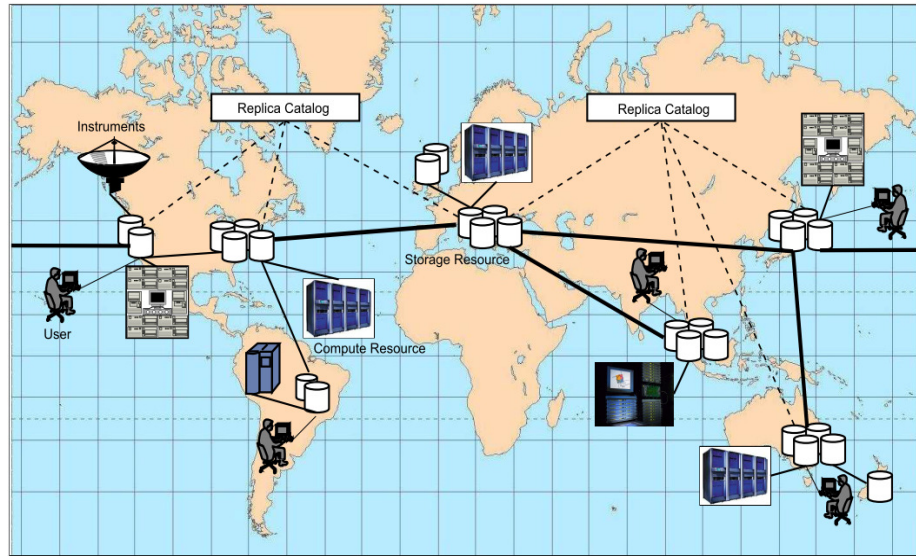 Replica Catalog
Replica Catalog
Instruments
Storage Resource
User
Compute Resource